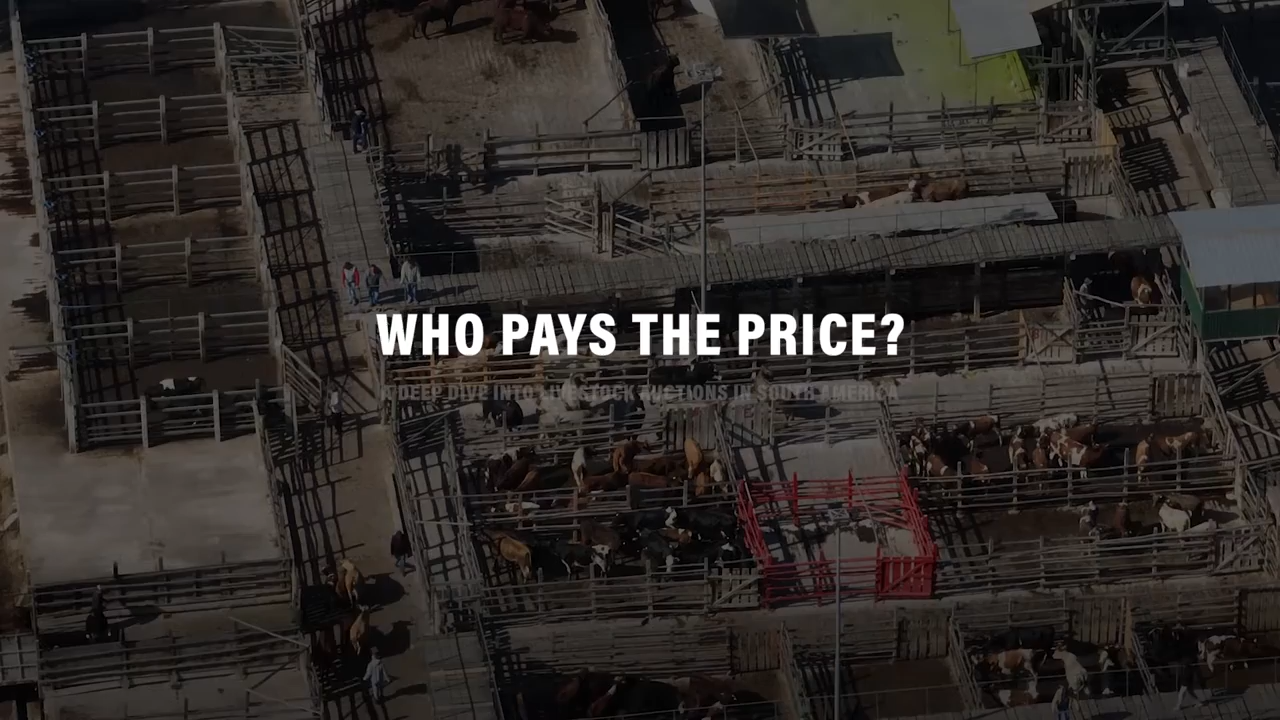 WHO PAYS THE PRICE?
A DEEP DIVE INTO LIVESTOCK AUCTIONS IN SOUTH AMERICA